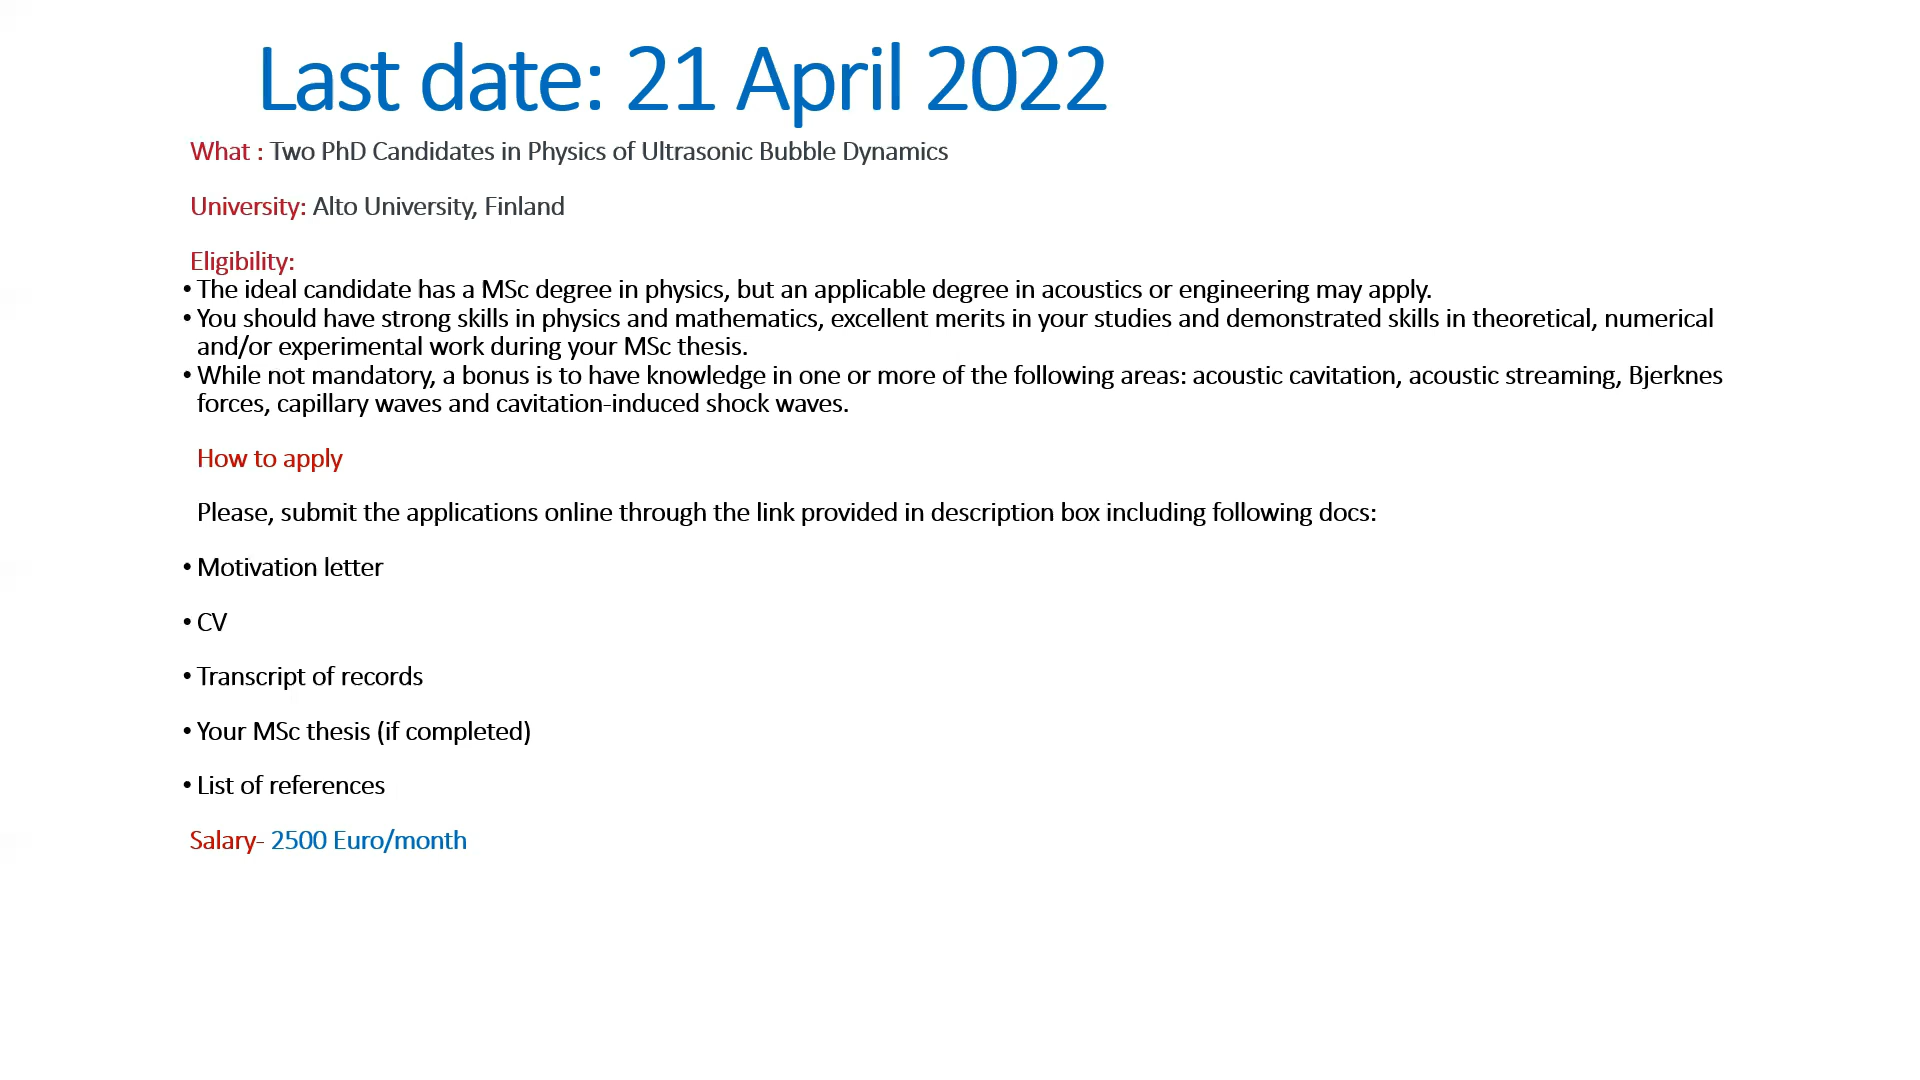 Last date: 21 April 2022
What : Two PhD Candidates in Physics of Ultrasonic Bubble Dynamics
University: Alto University, Finland
Eligibility:
• The ideal candidate has a MSc degree in physics, but an applicable degree in acoustics or engineering may apply.
• You should have strong skills in physics and mathematics, excellent merits in your studies and demonstrated skills in theoretical, numerical
and/or experimental work during your MSc thesis.
• While not mandatory, a bonus is to have knowledge in one or more of the following areas: acoustic cavitation, acoustic streaming, Bjerknes
forces, capillary waves and cavitation-induced shock waves.
How to apply
Please, submit the applications online through the link provided in description box including following docs:
• Motivation letter
• CV
• Transcript of records
• Your MSc thesis (if completed)
• List of references
Salary- 2500 Euro/month